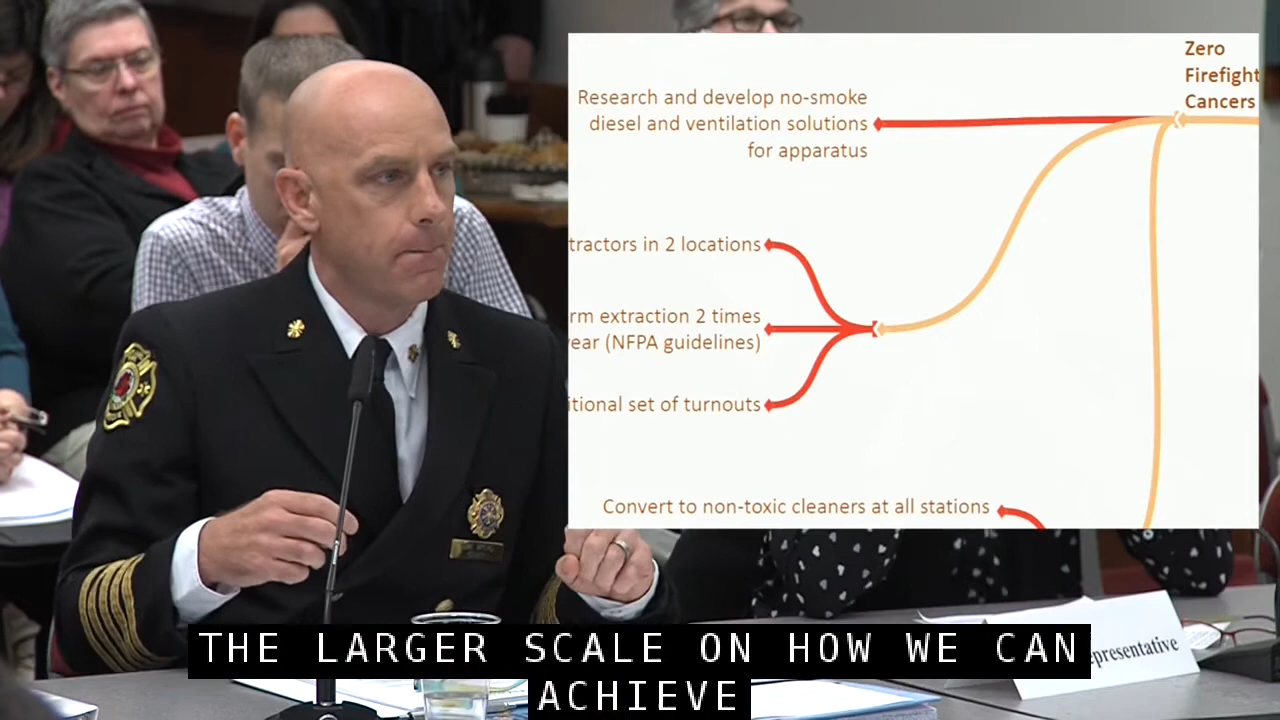 Zero
Firefight
Cancers
Research and develop no-smoke
diesel and ventilation solutions
for apparatus
tractors in 2 locations
rm extraction 2 times
year (NFPA guidelines)
itional set of turnouts
Convert to non-toxic cleaners at all stations
THE LARGER SCALE ON HOW WE CAN
ACHIEVE
epresentative